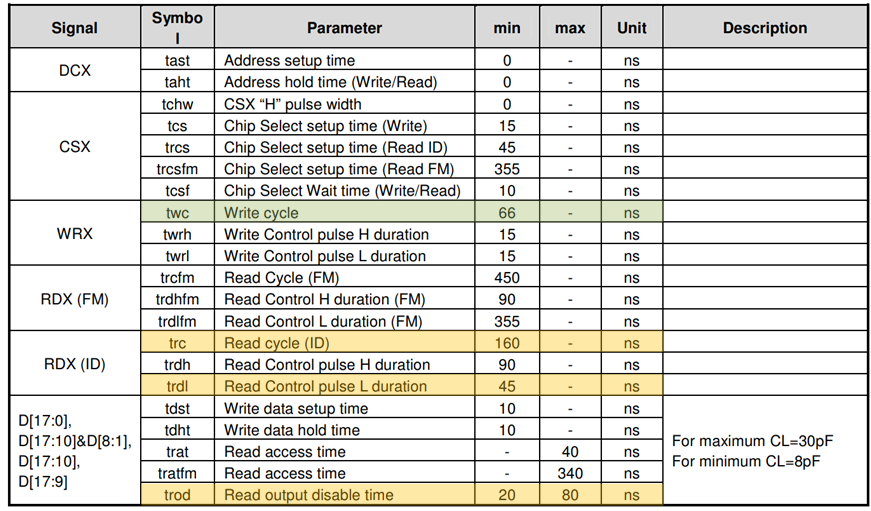 Signal Symbo l Parameter min max Unit Description
DCX tast Address setup time 0 - ns
taht Address hold time (Write/Read) 0 - ns
CSX tchw CSX “H” pulse width 0 - ns
tcs Chip Select setup time (Write) 15 - ns
trcs Chip Select setup time (Read ID) 45 - ns
trcsfm Chip Select setup time (Read FM) 355 - ns
tcsf Chip Select Wait time (Write/Read) 10 - ns
WRX twc Write cycle 66 - ns
twrh Write Control pulse H duration 15 - ns
twrl Write Control pulse L duration 15 - ns
RDX (FM) trcfm Read Cycle (FM) 450 - ns
rdhfm Read Control H duration (FM) 90 - ns
trdlfm Read Control L duration (FM) 355 - ns
RDX (ID) trc Read cycle (ID) 160 - ns
trdh Read Control pulse H duration 90 - ns
trdl Read Control pulse L duration 45 - ns
D[17:0],
D[17:10]&D[8:1],
D[17:10],
D[17:9]
tdst Write data setup time 10 - ns
tdht Write data hold time 10 - ns
trat Read access time - 40 ns
tratfm Read access time - 340 ns
trod Read output disable time 20 80 ns
For maximum CL=30pF
For minimum CL=8pF